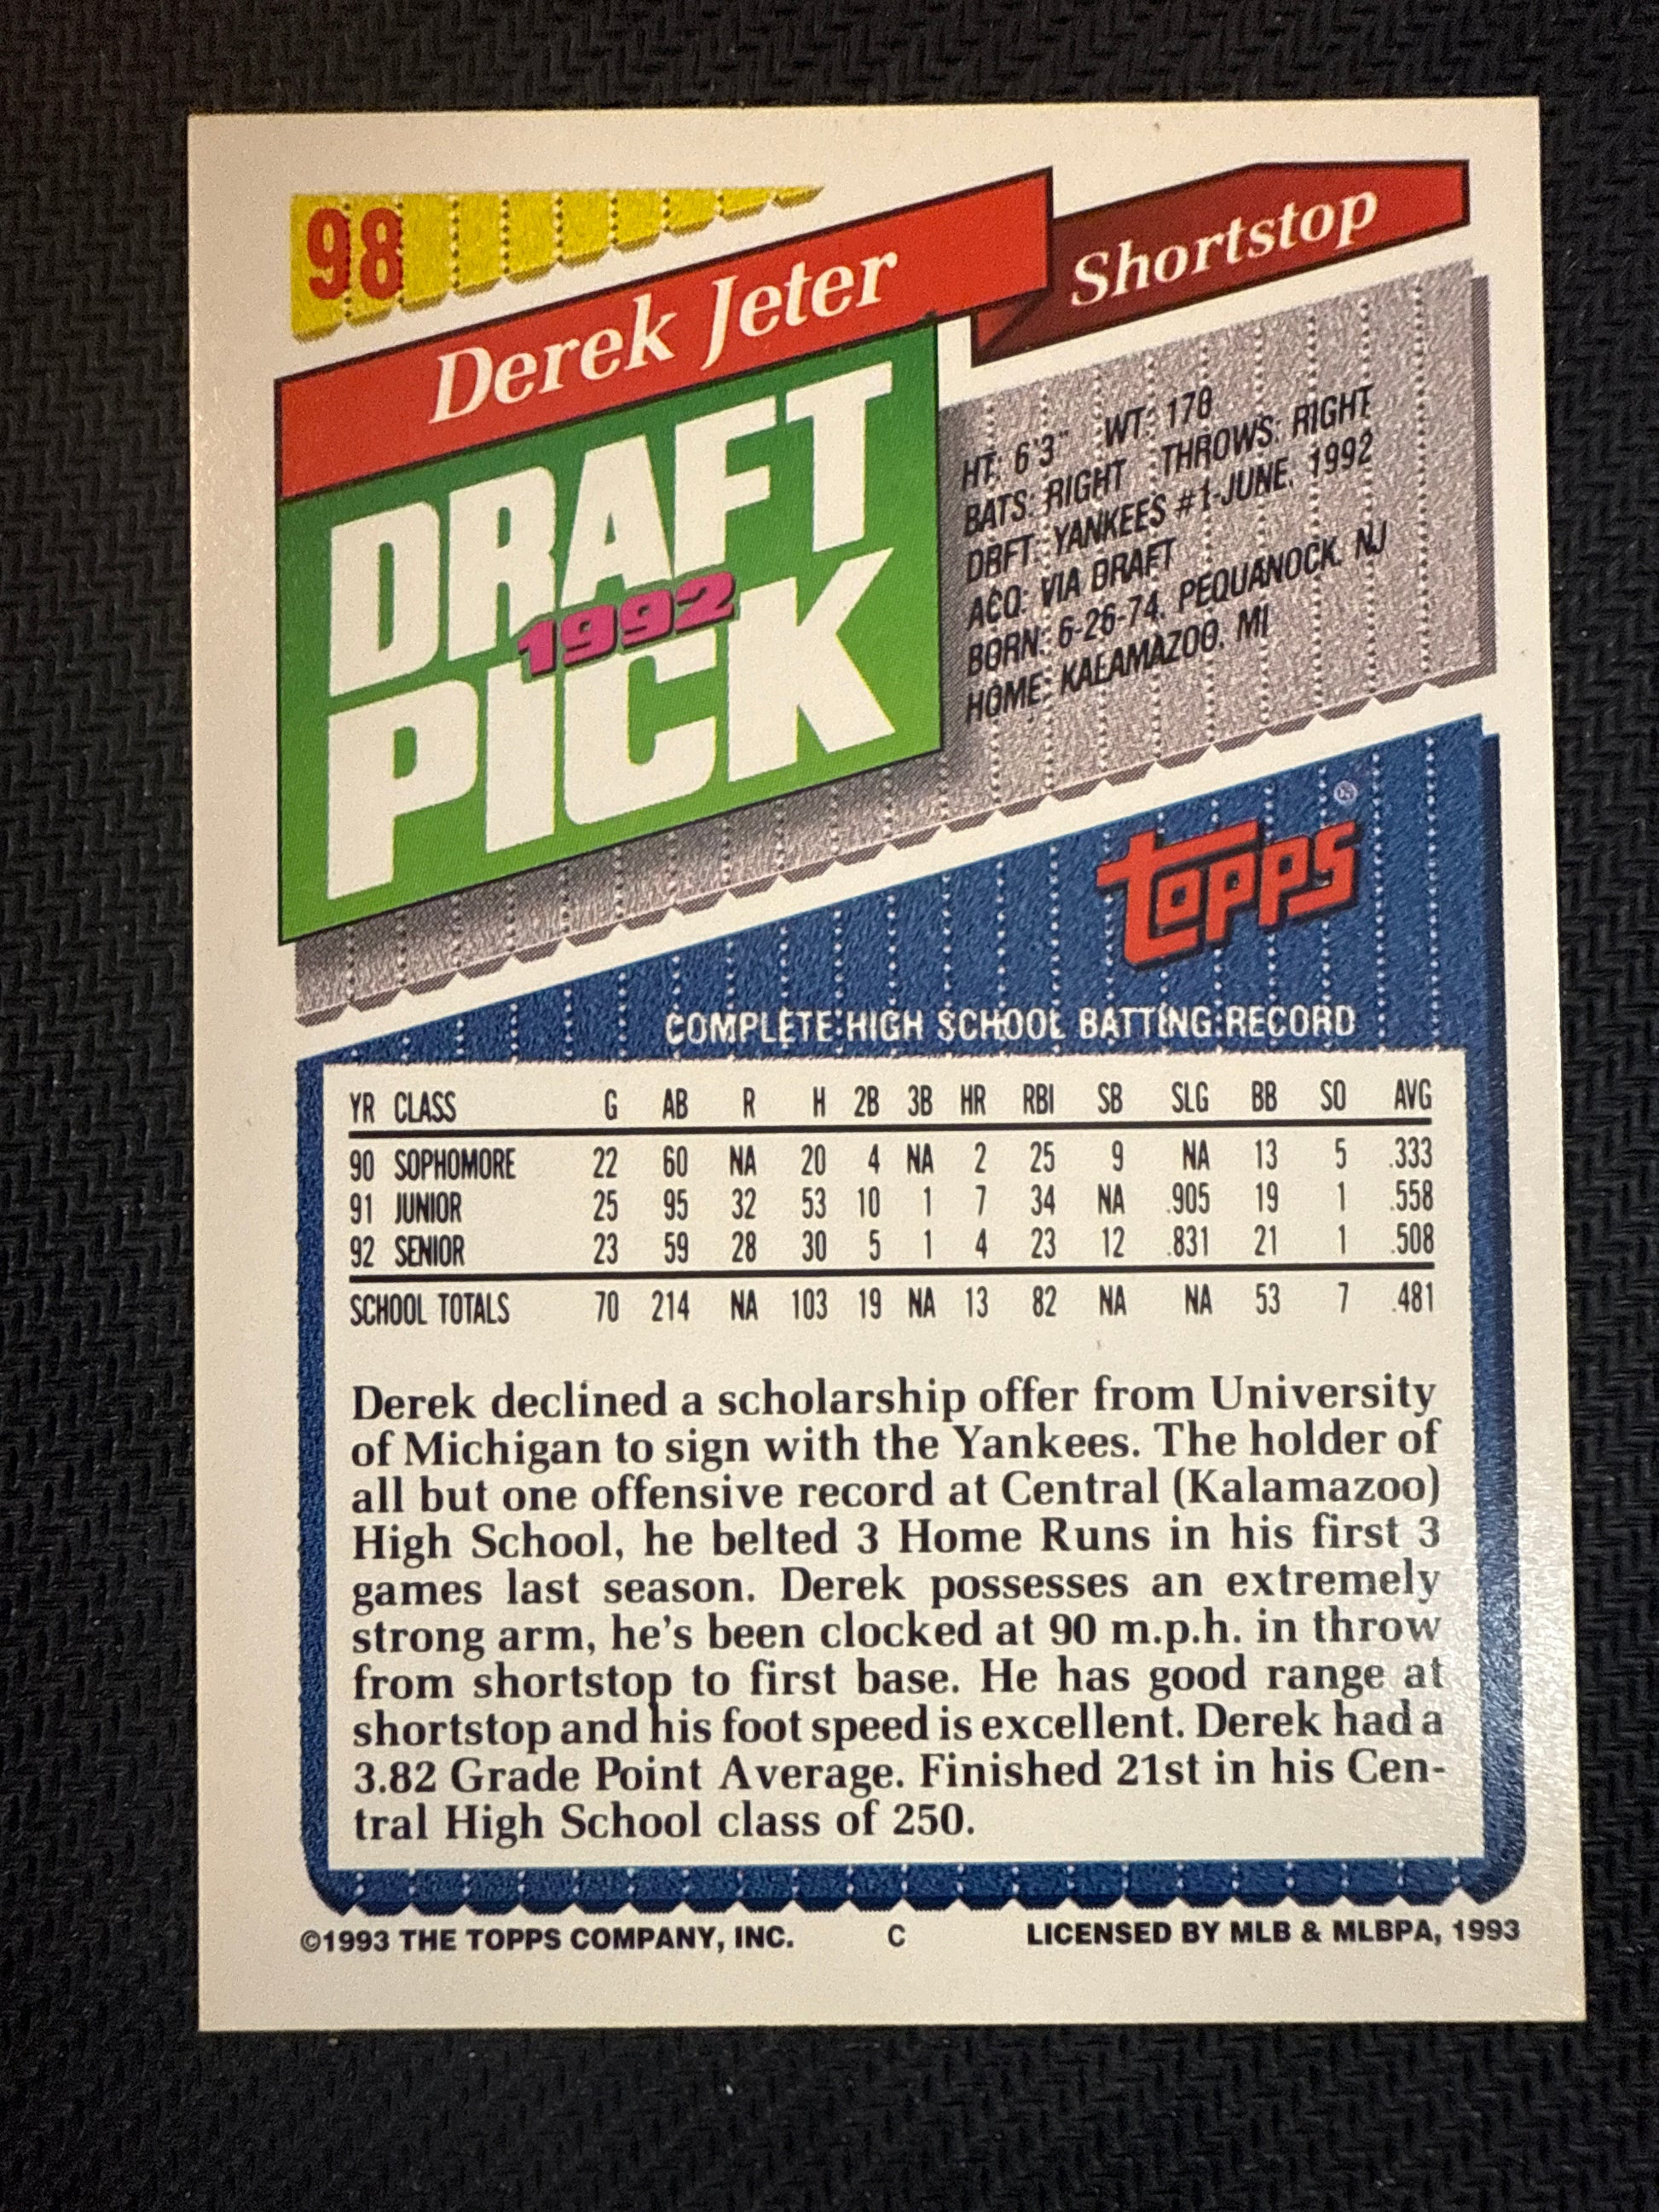 98
Derek Jeter
Shortstop
DRAFT
1992
PICK
HT: 6'3" WT: 178
BATS: RIGHT THROWS: RIGHT
DRFT: YANKEES #1-JUNE, 1992
ACQ: VIA DRAFT
BORN: 6-26-74, PEQUANOCK, NJ
HOME: KALAMAZOO, MI
TOPPS®
COMPLETE HIGH SCHOOL BATTING RECORD
YR CLASS G AB R H 2B 3B HR RBI SB SLG BB SO AVG
90 SOPHOMORE 22 60 NA 20 4 NA 2 25 9 NA 13 5 .333
91 JUNIOR 25 95 32 53 10 1 7 34 NA .905 19 1 .558
92 SENIOR 23 59 28 30 5 1 4 23 12 .831 21 1 .508
SCHOOL TOTALS 70 214 NA 103 19 NA 13 82 NA NA 53 7 .481
Derek declined a scholarship offer from University
of Michigan to sign with the Yankees. The holder of
all but one offensive record at Central (Kalamazoo)
High School, he belted 3 Home Runs in his first 3
games last season. Derek possesses an extremely
strong arm, he's been clocked at 90 m.p.h. in throw
from shortstop to first base. He has good range at
shortstop and his foot speed is excellent. Derek had a
3.82 Grade Point Average. Finished 21st in his Cen-
tral High School class of 250.
©1993 THE TOPPS COMPANY, INC. C LICENSED BY MLB & MLBPA, 1993